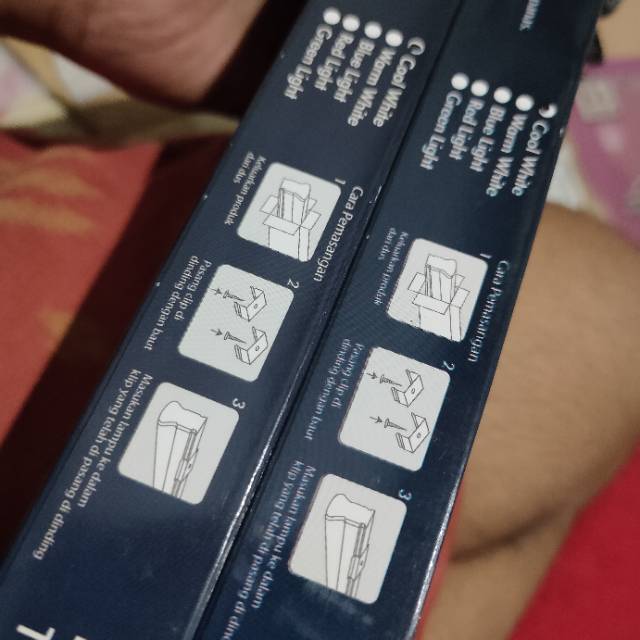 Cool White
Warm White
Blue Light
Red Light
Green Light
Cara Pemasangan
1
Keluarkan produk
dari dus
2
Pasang clip di
dinding dengan baut
3
Masukan lampu ke dalam
klip yang telah di pasang di dinding
Cool White
Warm White
Blue Light
Red Light
Green Light
Cara Pemasangan
1
Keluarkan produk
dari dus
2
Pasang clip di
dinding dengan baut
3
Masukan lampu ke dalam
klip yang telah di pasang di dinding